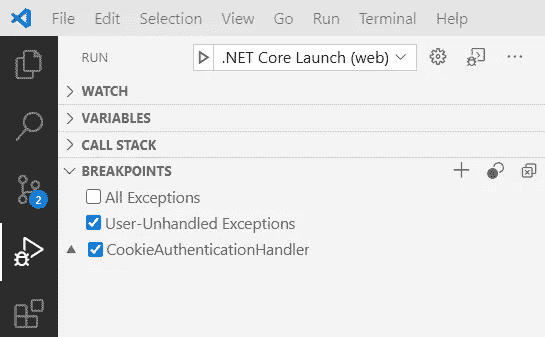 File Edit Selection View Go Run Terminal Help
RUN .NET Core Launch (web)
WATCH
VARIABLES
CALL STACK
BREAKPOINTS
All Exceptions
2 User-Unhandled Exceptions
CookieAuthenticationHandler